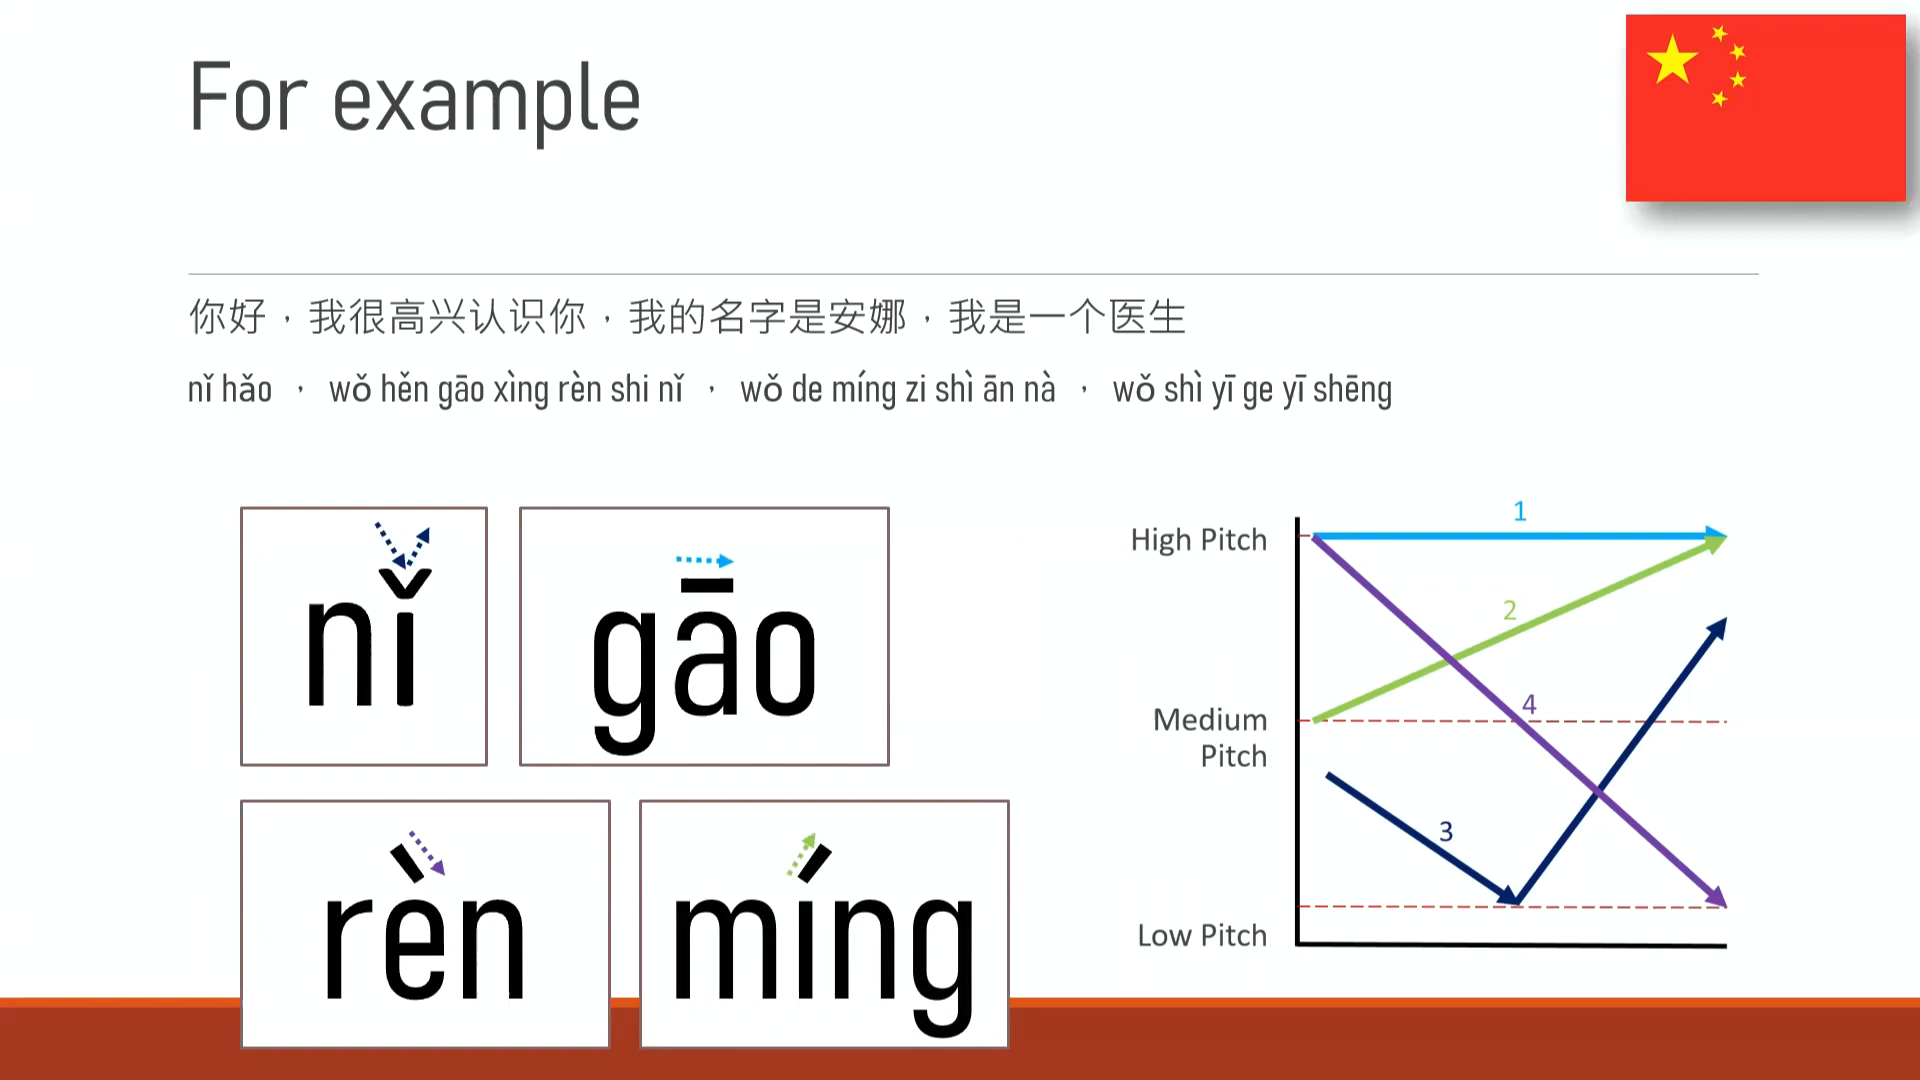 For example
你好，我很高兴认识你，我的名字是安娜，我是一个医生
nǐ hǎo ， wǒ hěn gāo xìng rèn shi nǐ ， wǒ de míng zi shì ān nà ， wǒ shì yī ge yī shēng
nǐ
gāo
rèn
míng
High Pitch
Medium
Pitch
Low Pitch
1
2
4
3